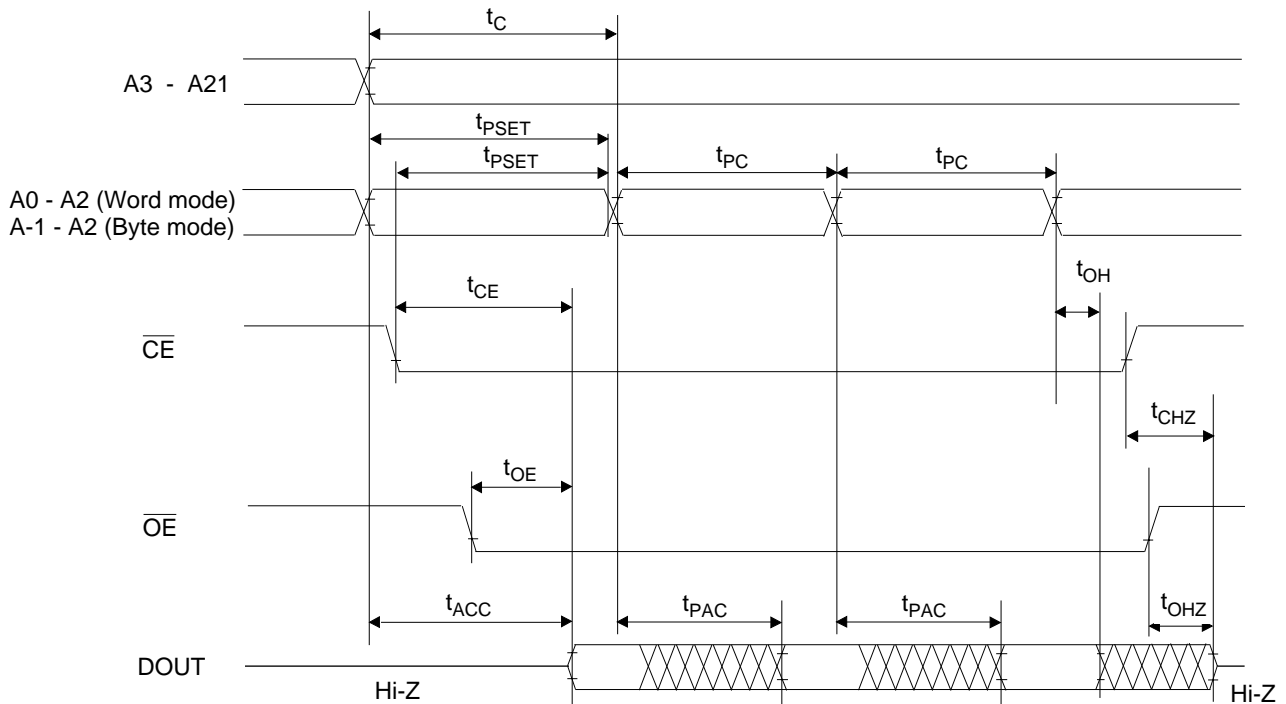 tC
A3 - A21
tPSET
tPSET
tPC
tPC
A0 - A2 (Word mode)
A-1 - A2 (Byte mode)
tOH
tCE
CE
tCHZ
tOE
OE
tACC
tPAC
tPAC
tOHZ
DOUT
Hi-Z
Hi-Z